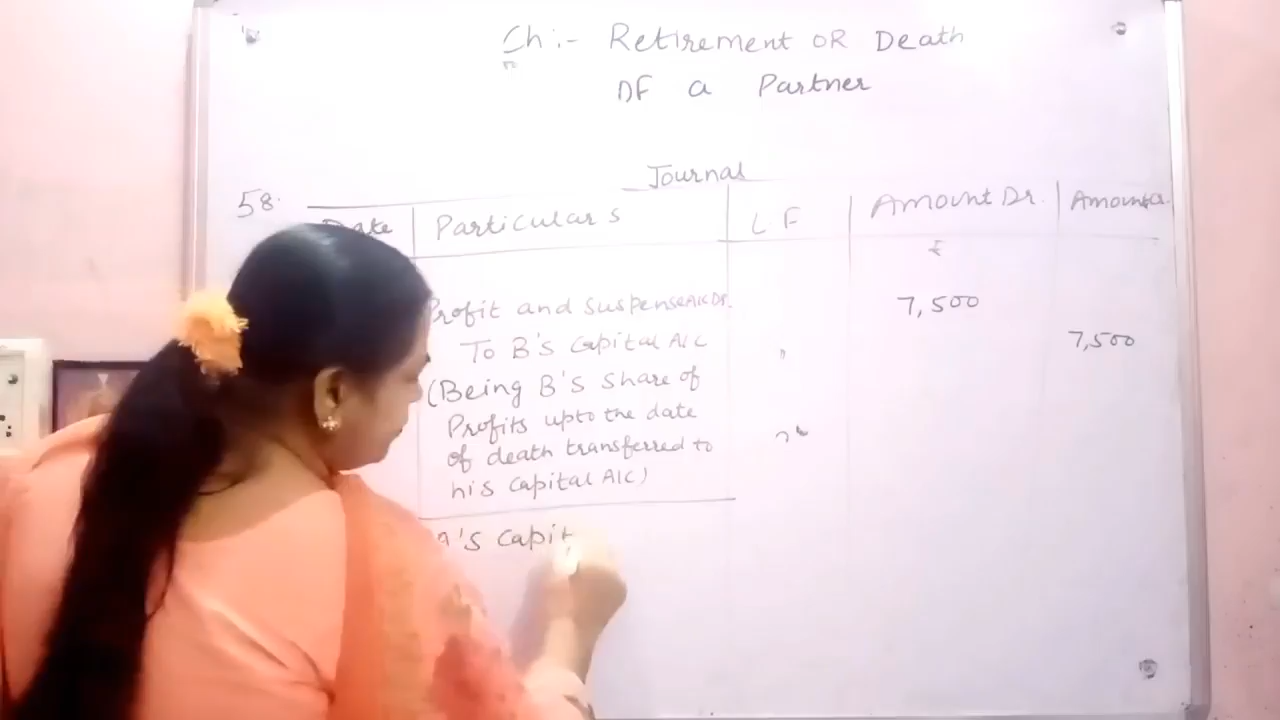 Ch :- Retirement OR Death
OF a Partner
Journal
58.
Date Particulars L F Amount Dr. Amount Cr.
₹
Profit and suspense A/C Dr. 7,500
To B's Capital A/C 7,500
(Being B's share of
Profits upto the date
of death transferred to
his capital A/C)
A's Capit